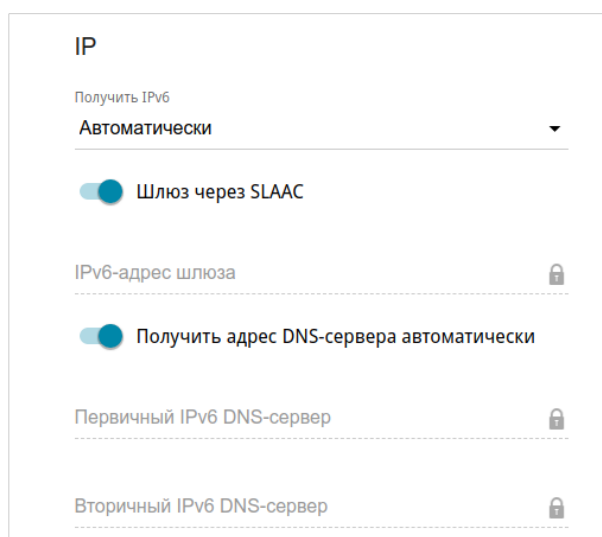 IP
Получить IPv6
Автоматически
Шлюз через SLAAC
IPv6-адрес шлюза
Получить адрес DNS-сервера автоматически
Первичный IPv6 DNS-сервер
Вторичный IPv6 DNS-сервер